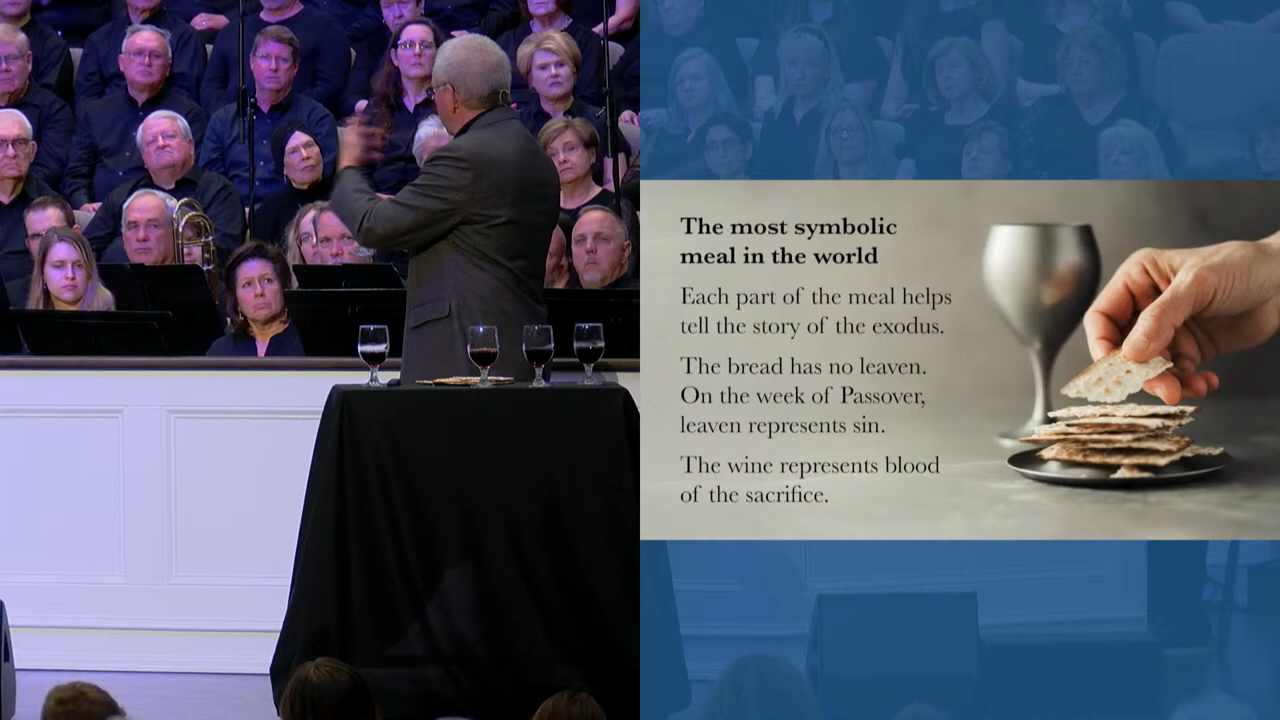 The most symbolic
meal in the world
Each part of the meal helps
tell the story of the exodus.
The bread has no leaven.
On the week of Passover,
leaven represents sin.
The wine represents blood
of the sacrifice.